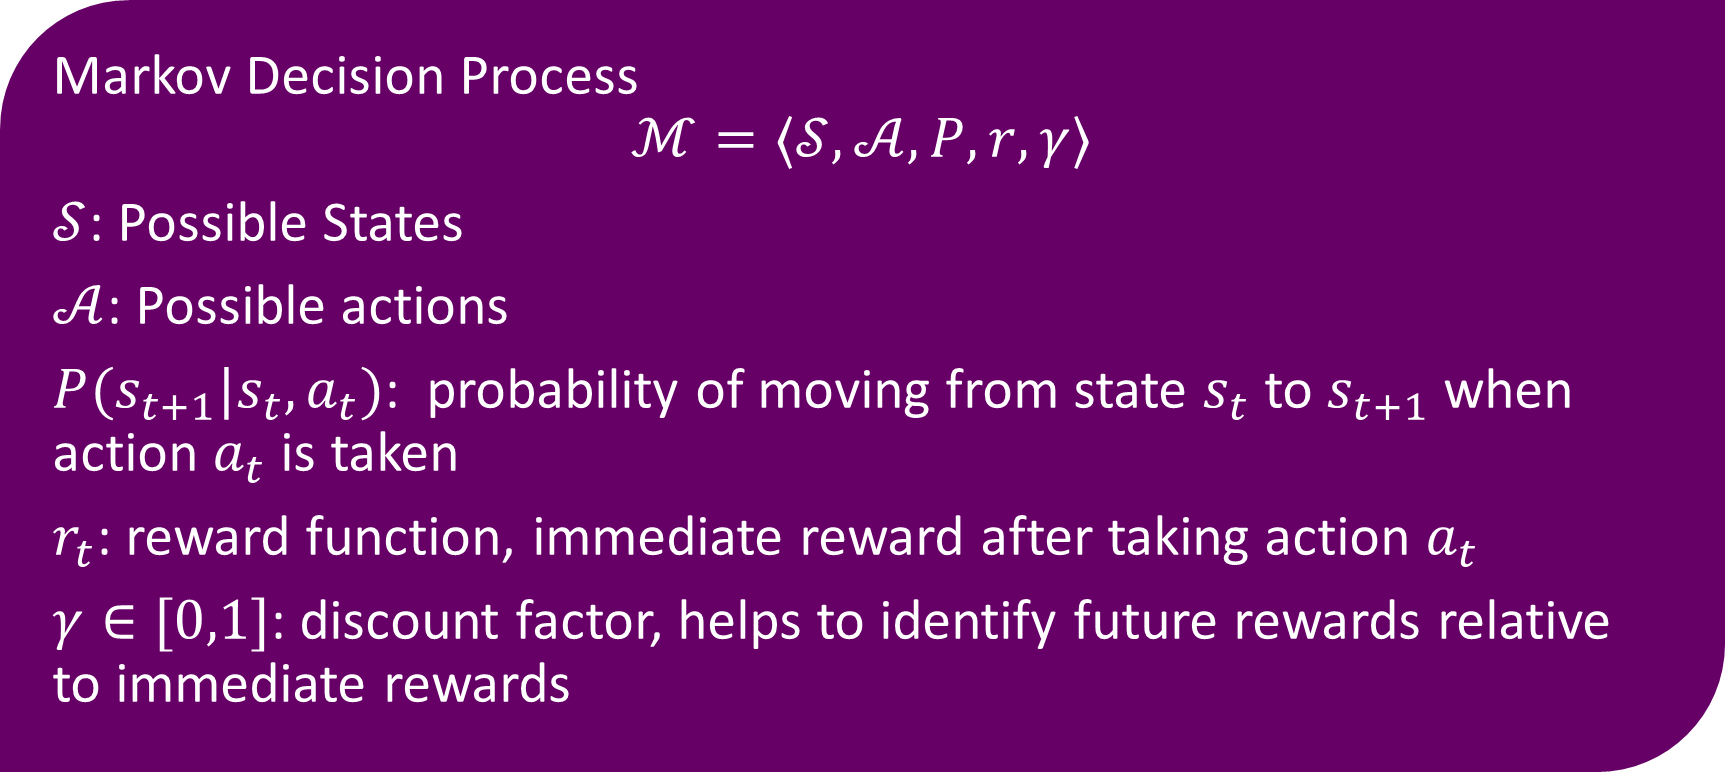 Markov Decision Process
ℳ = ⟨𝒮, 𝒜, P, r, γ⟩
𝒮: Possible States
𝒜: Possible actions
P(s_{t+1}|s_t, a_t): probability of moving from state s_t to s_{t+1} when
action a_t is taken
r_t: reward function, immediate reward after taking action a_t
γ ∈ [0,1]: discount factor, helps to identify future rewards relative
to immediate rewards